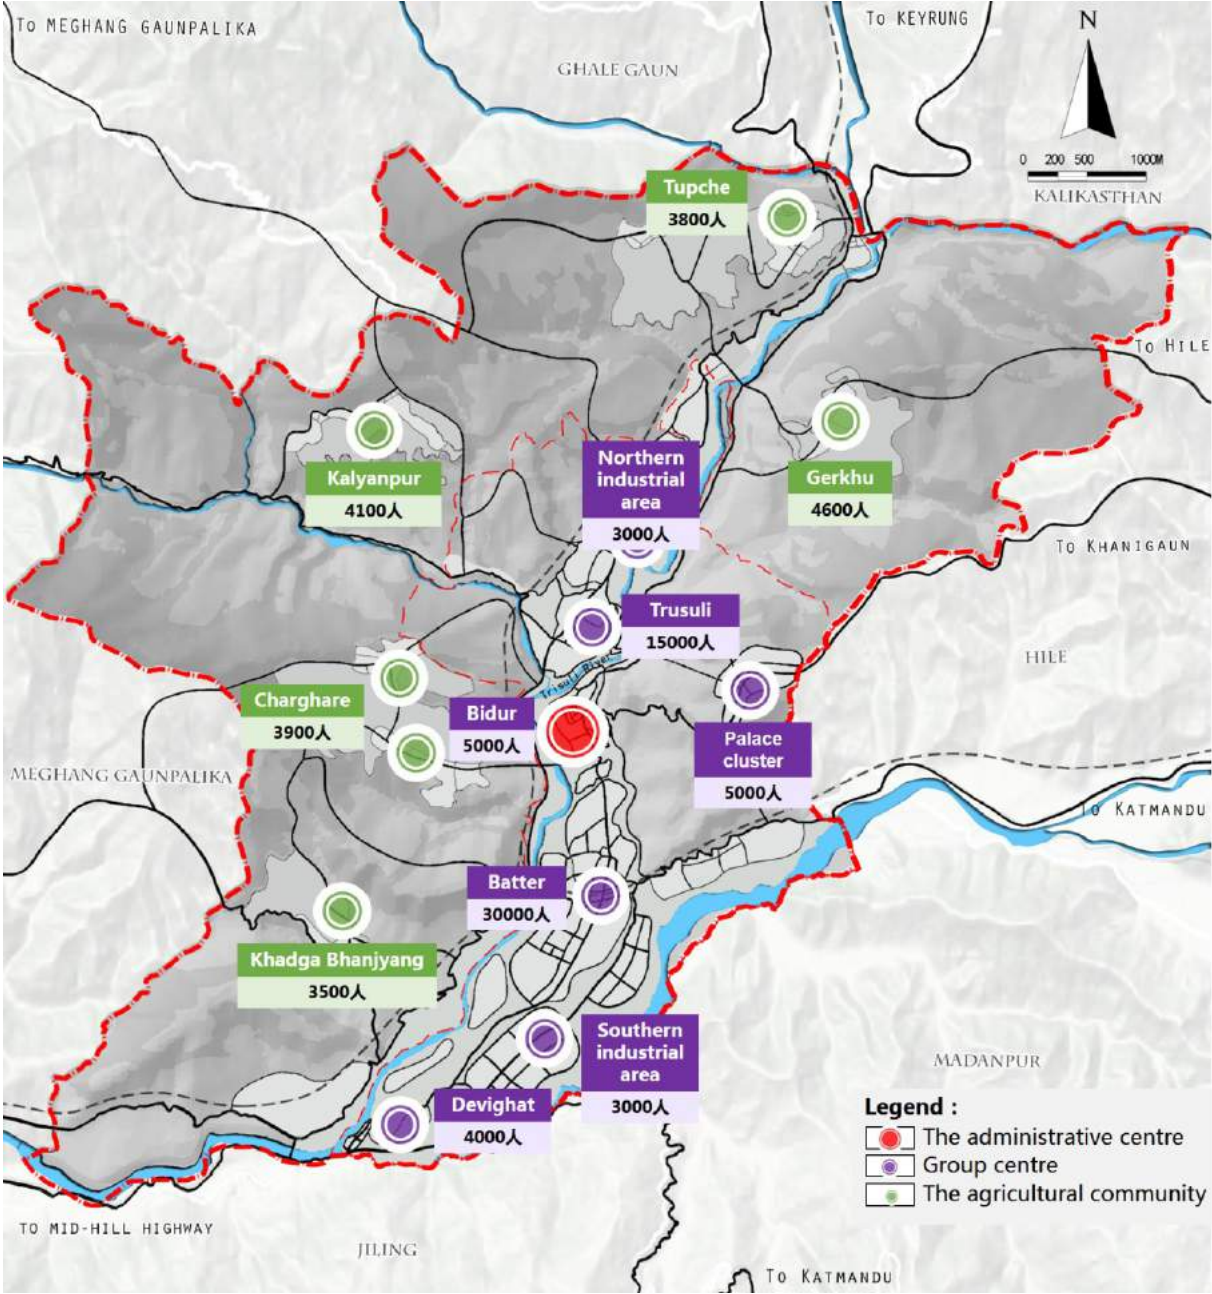 To MEGHANG GAUNPALIKA
To KEYRUNG
N
GHALE GAUN
0 200 500 1000M
KALIKASTHAN
Tupche
3800人
To HILE
Kalyanpur
4100人
Northern
industrial
area
3000人
Gerkhu
4600人
To KHANIGAUN
Trusuli
15000人
Trisuli River
HILE
Charghare
3900人
Bidur
5000人
Palace
cluster
5000人
MEGHANG GAUNPALIKA
To KATMANDU
Batter
30000人
Khadga Bhanjyang
3500人
Southern
industrial
area
3000人
MADANPUR
Devighat
4000人
Legend :
The administrative centre
Group centre
The agricultural community
TO MID-HILL HIGHWAY
JILING
To KATMANDU